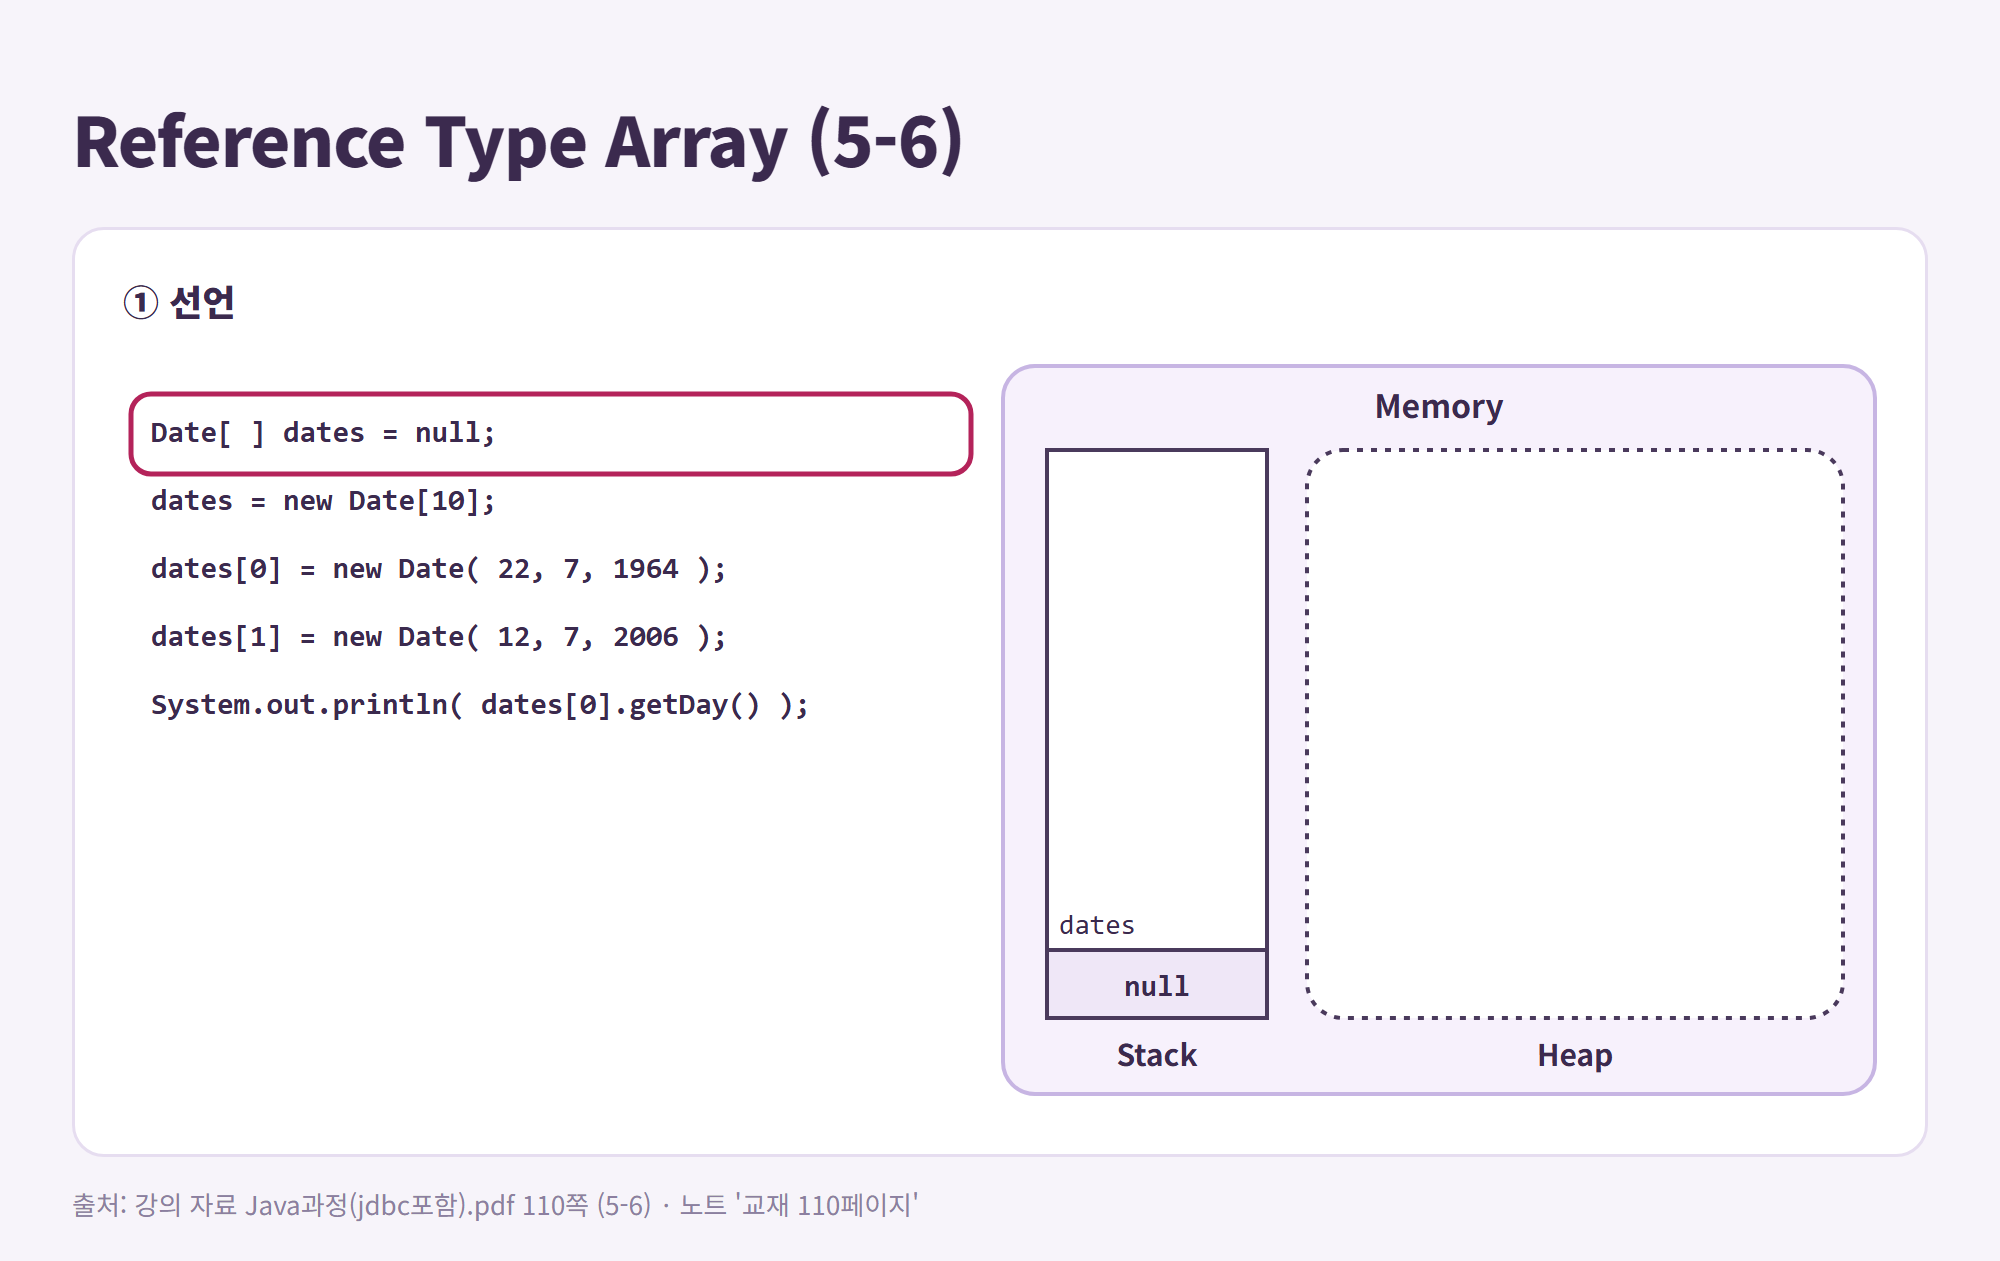 Reference Type Array (5-6)
① 선언
Date[ ] dates = null;
dates = new Date[10];
dates[0] = new Date( 22, 7, 1964 );
dates[1] = new Date( 12, 7, 2006 );
System.out.println( dates[0].getDay() );
Memory
dates
null
Stack
Heap
출처: 강의 자료 Java과정(jdbc포함).pdf 110쪽 (5-6) · 노트 '교재 110페이지'